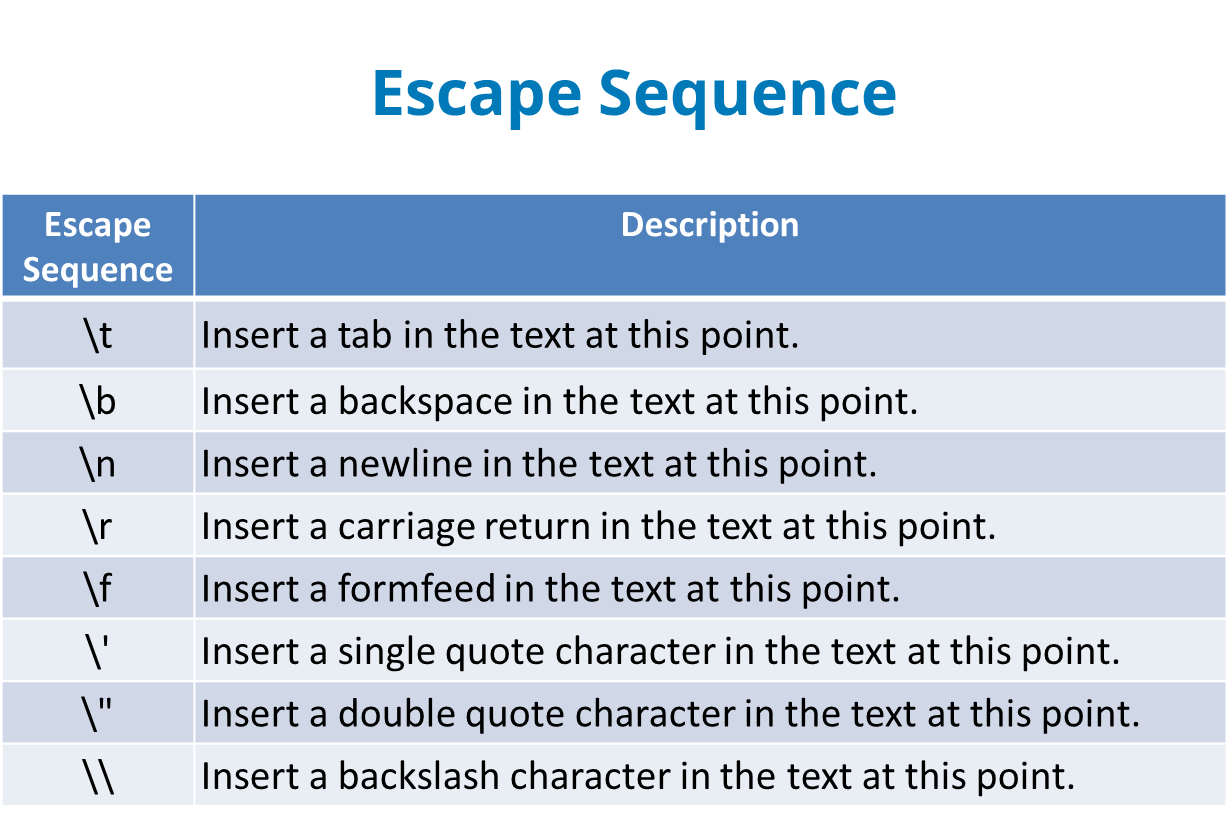 Escape Sequence
Escape
Sequence
Description
\t Insert a tab in the text at this point.
\b Insert a backspace in the text at this point.
\n Insert a newline in the text at this point.
\r Insert a carriage return in the text at this point.
\f Insert a formfeed in the text at this point.
\' Insert a single quote character in the text at this point.
\" Insert a double quote character in the text at this point.
\\ Insert a backslash character in the text at this point.